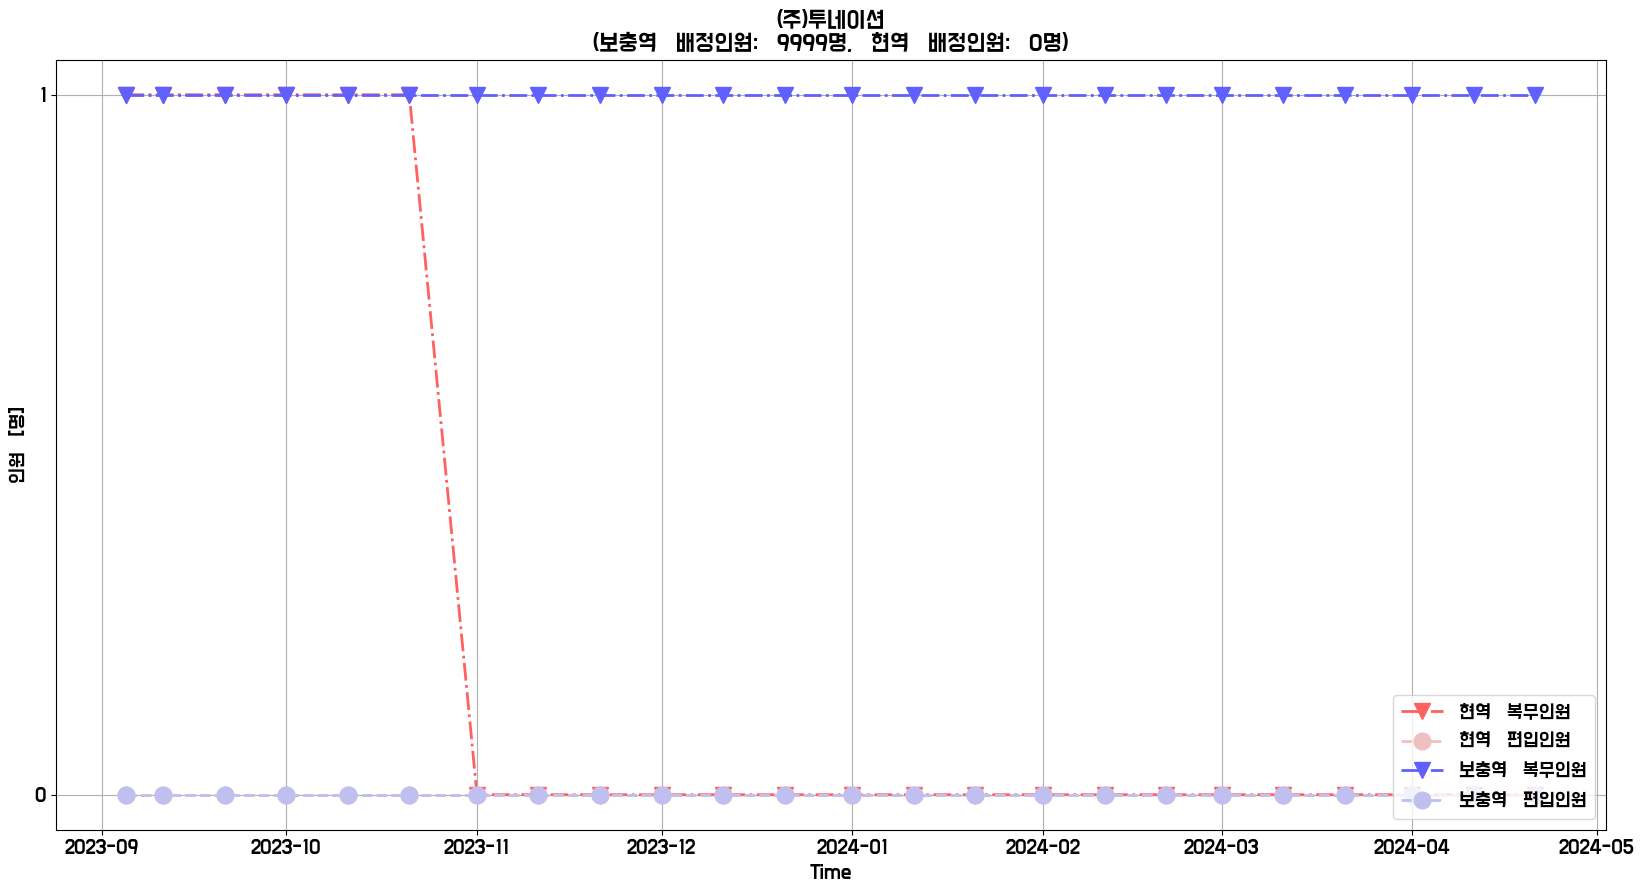 (주)투네이션
(보충역 배정인원: 9999명, 현역 배정인원: 0명)
1
인원 [명]
0
현역 복무인원
현역 편입인원
보충역 복무인원
보충역 편입인원
2023-09 2023-10 2023-11 2023-12 2024-01 2024-02 2024-03 2024-04 2024-05
Time